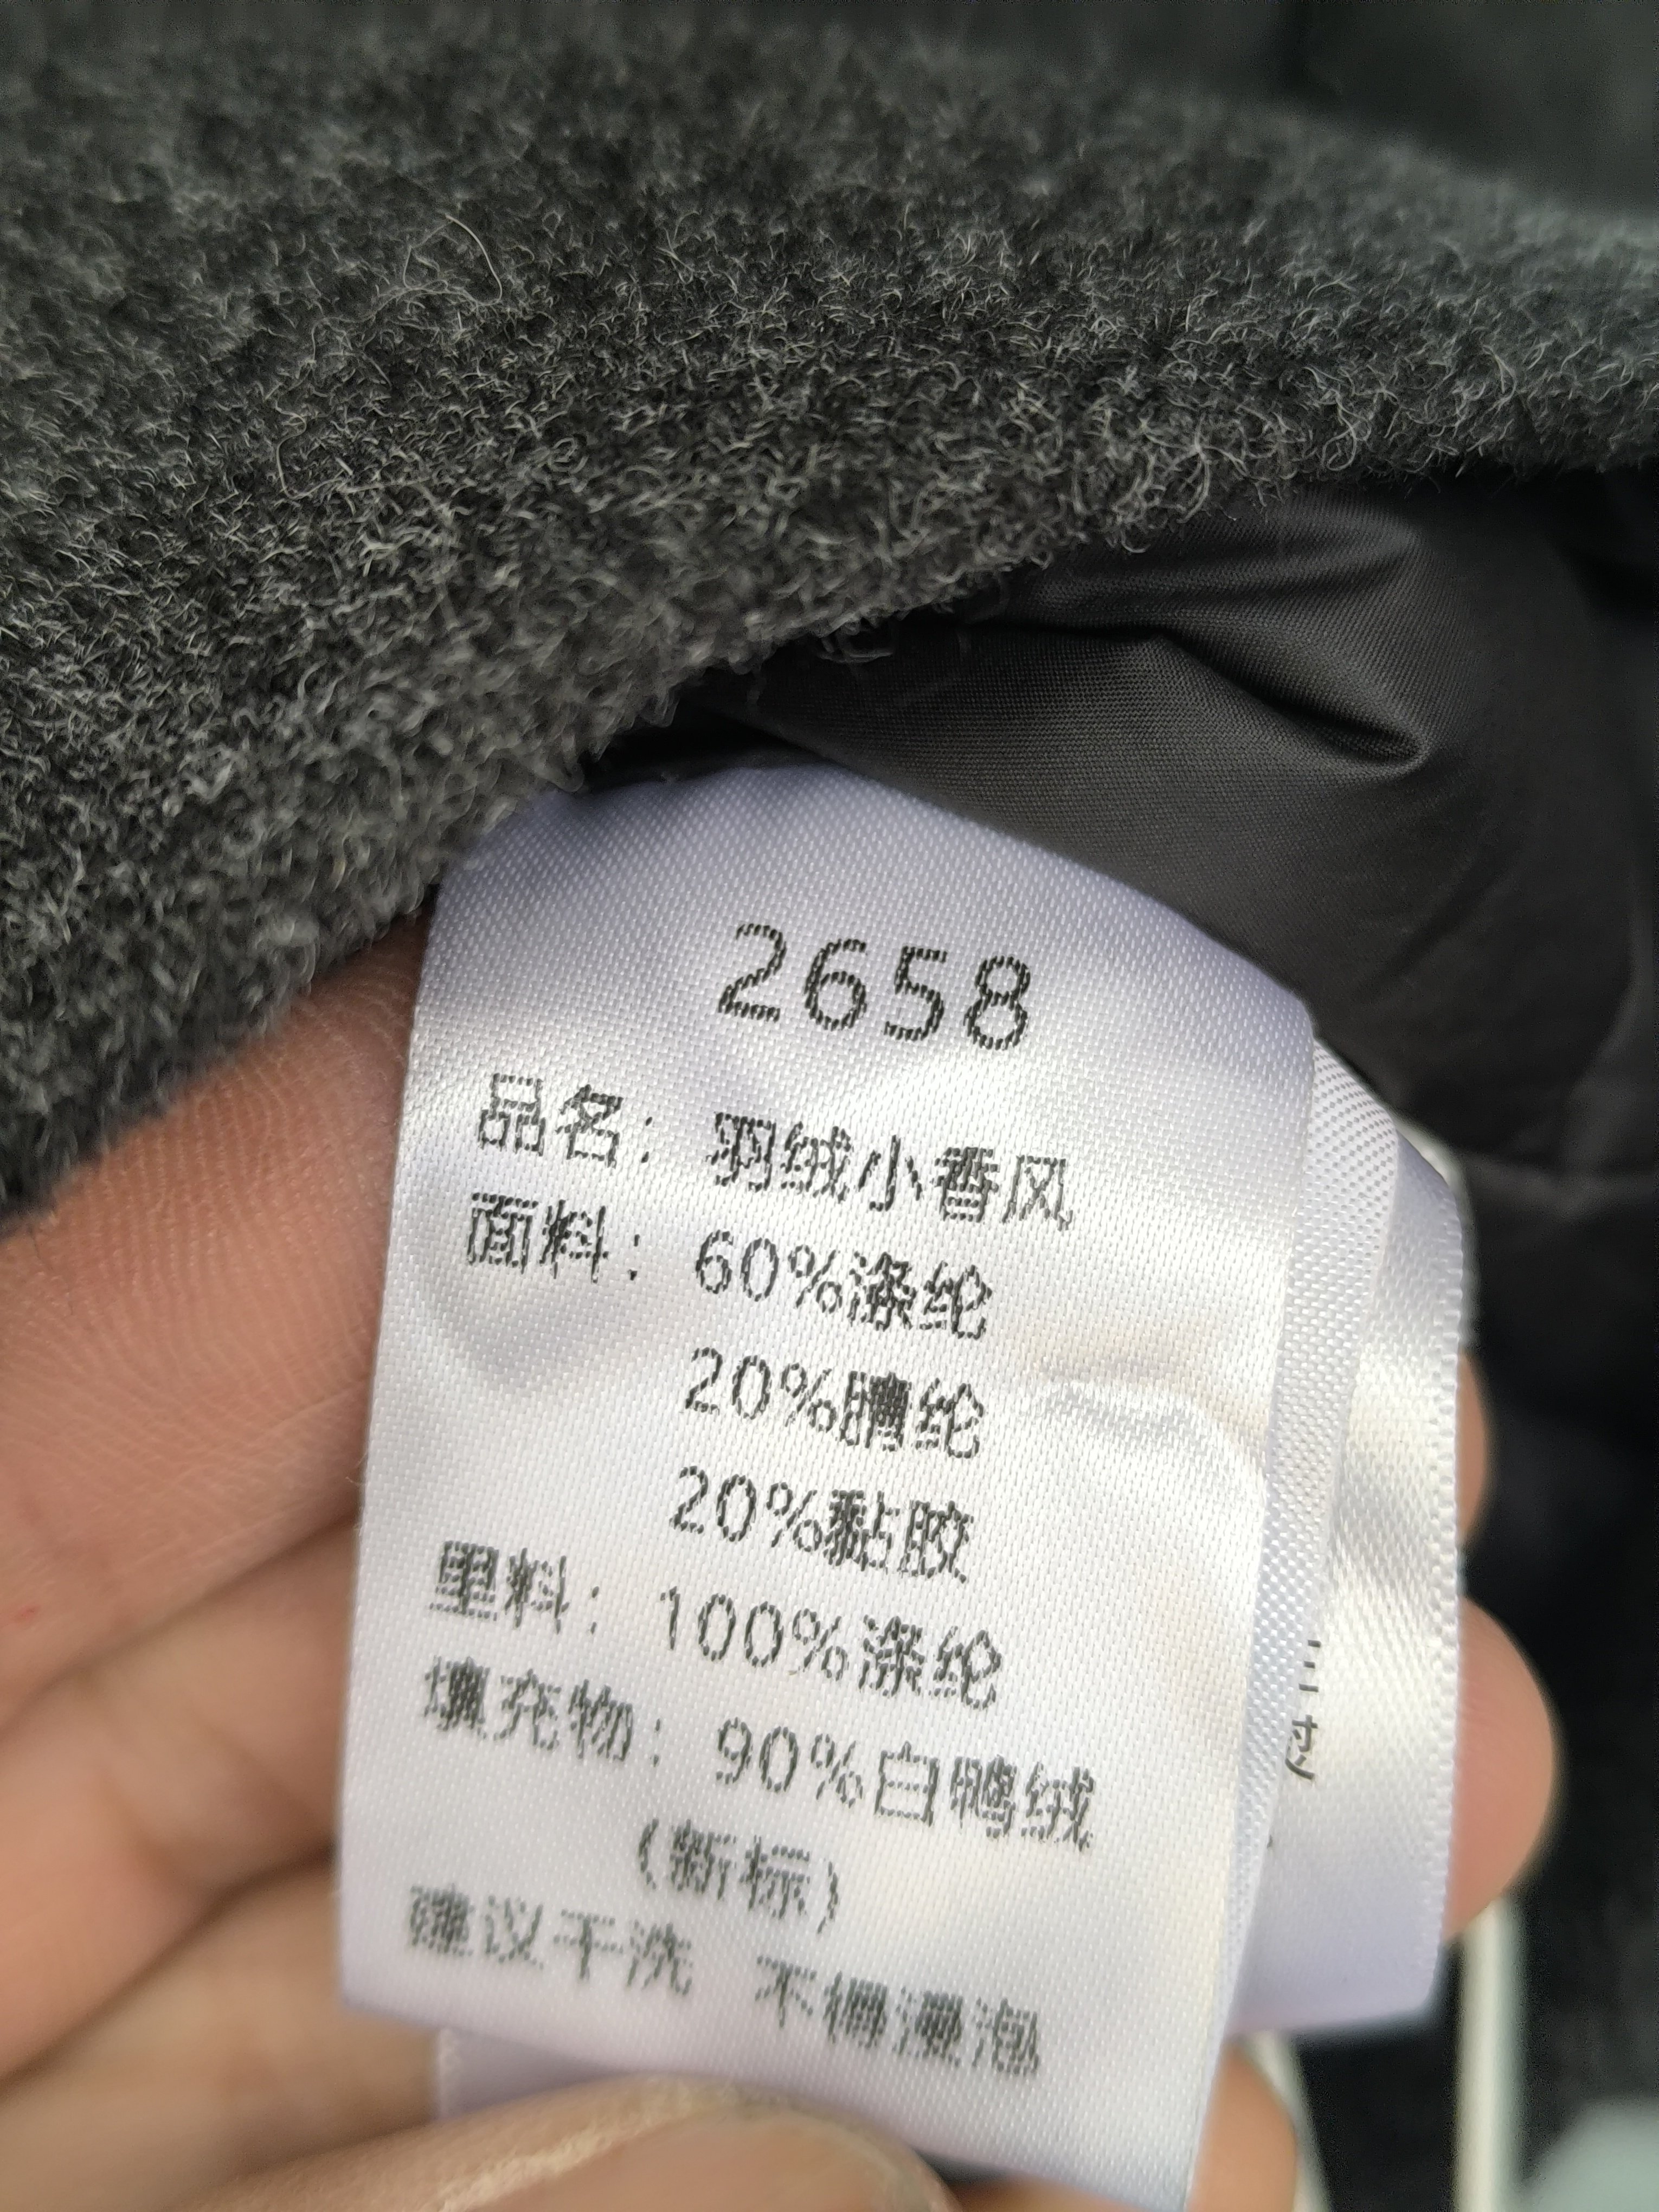 2658
品名：羽绒小香风
面料：60%涤纶
20%腈纶
20%黏胶
里料：100%涤纶
填充物：90%白鸭绒
(新标)
建议干洗 不槽浸泡